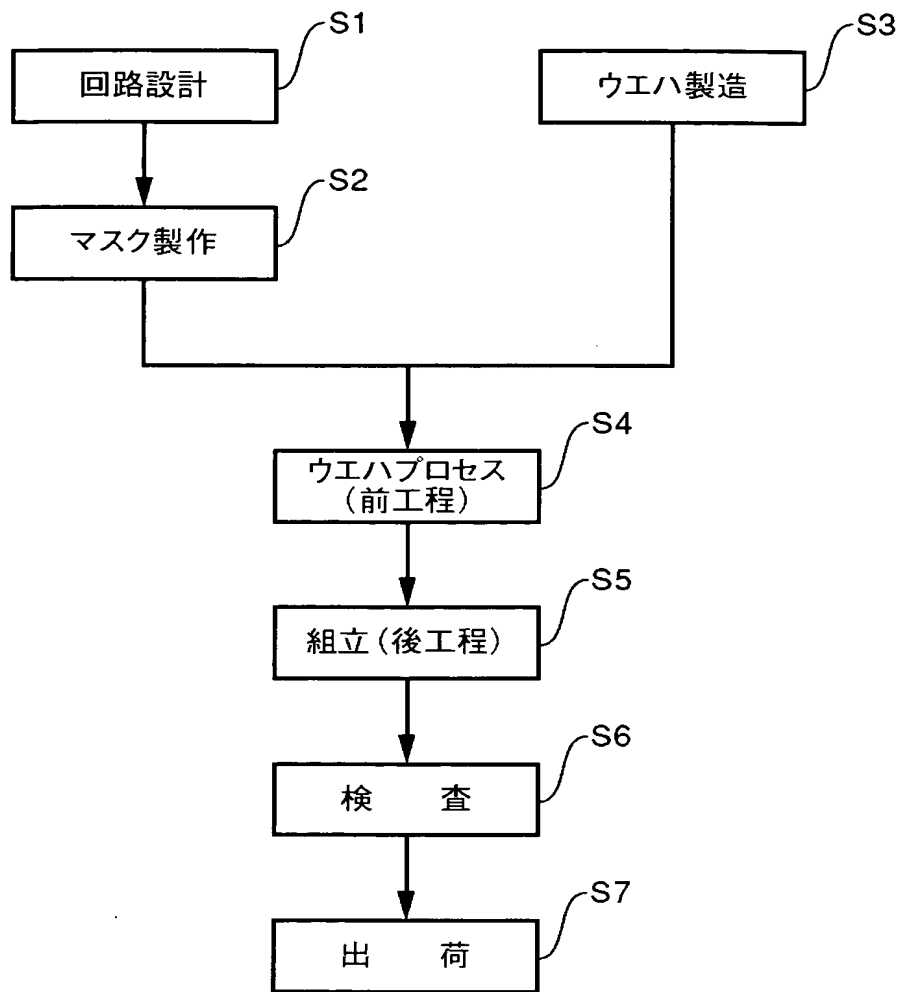 S1
回路設計
S3
ウエハ製造
S2
マスク製作
S4
ウエハプロセス
(前工程)
S5
組立(後工程)
S6
検 査
S7
出 荷